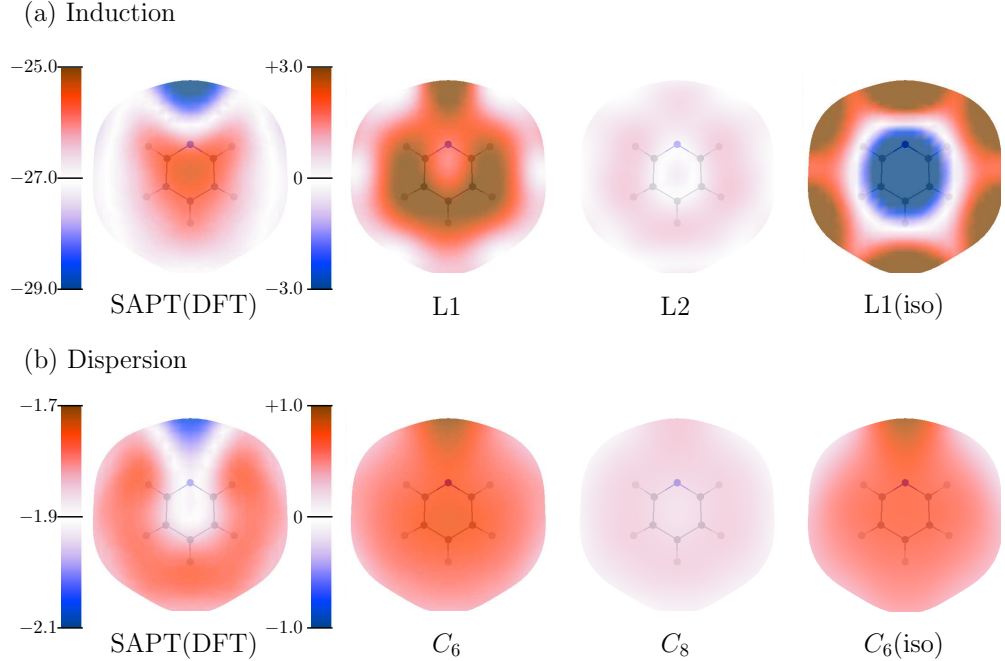 (a) Induction
−25.0
+3.0
−27.0
0
−29.0
−3.0
SAPT(DFT)
L1
L2
L1(iso)
(b) Dispersion
−1.7
+1.0
−1.9
0
−2.1
−1.0
SAPT(DFT)
C₆
C₈
C₆(iso)